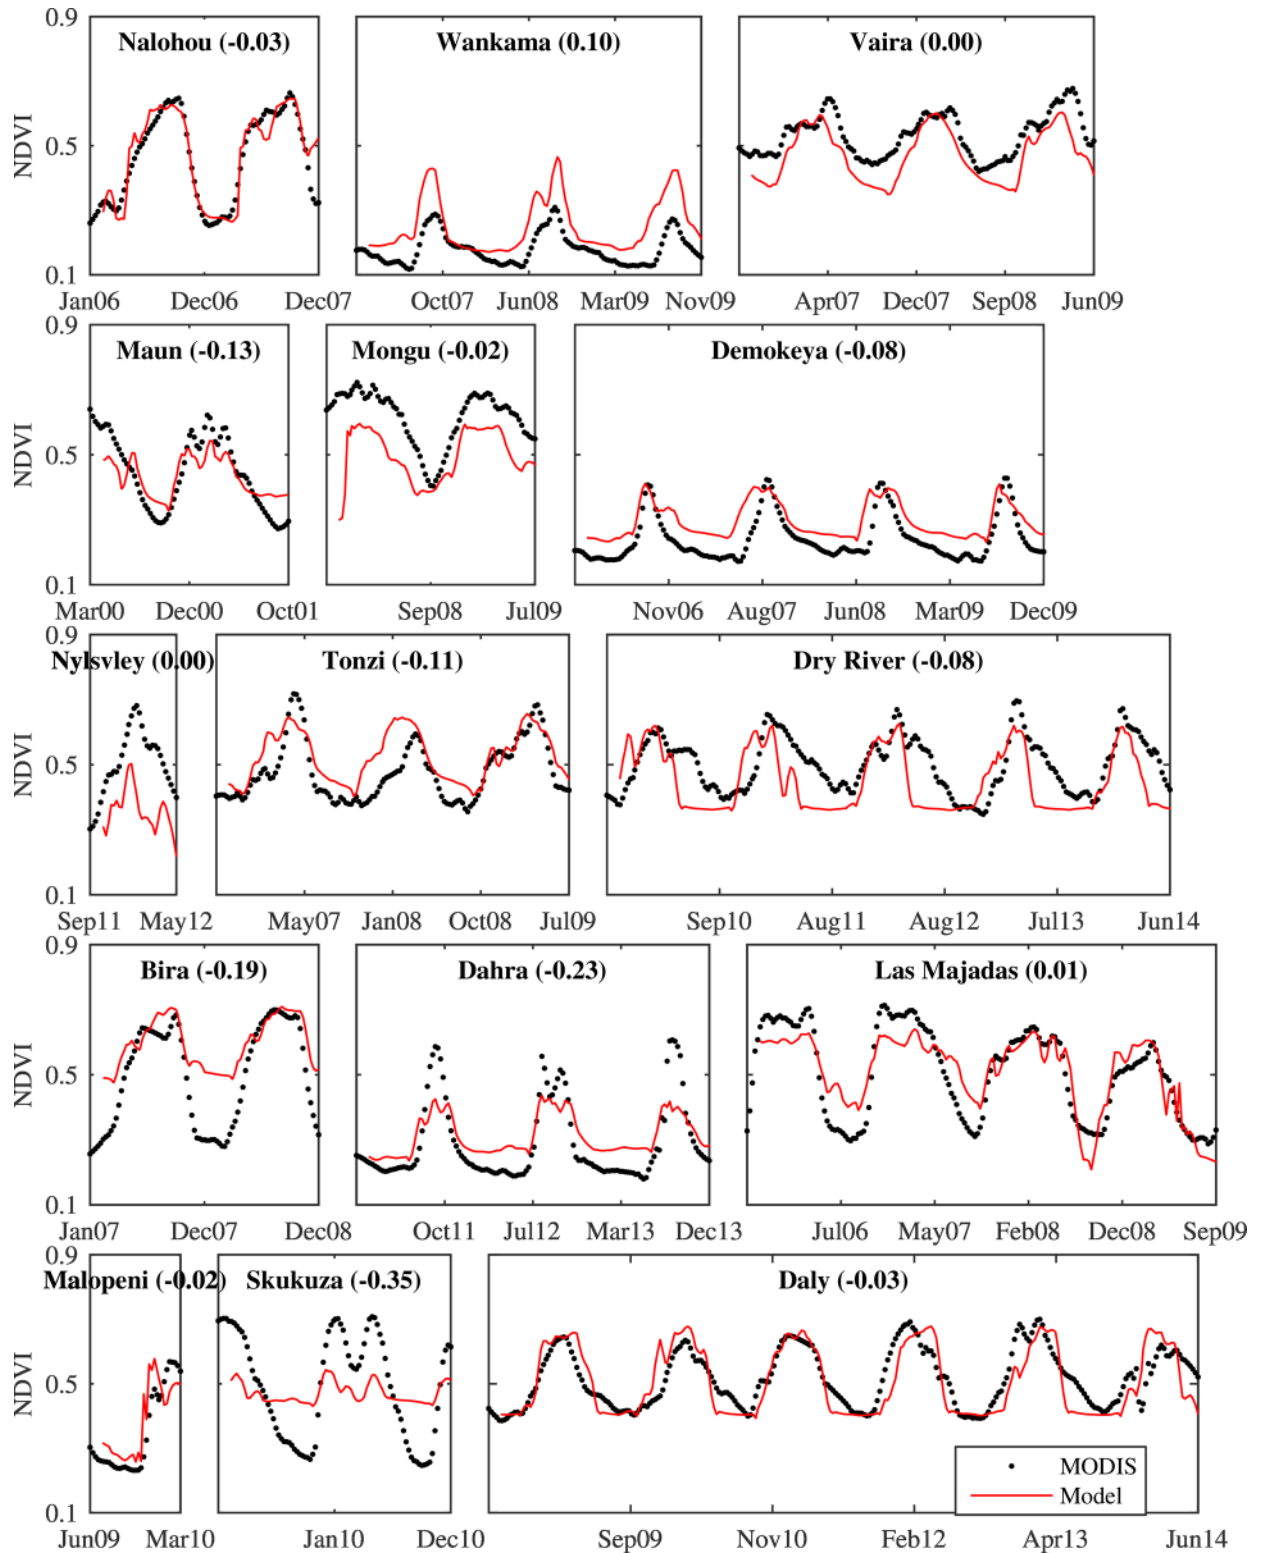 0.9
Nalohou (-0.03)
Wankama (0.10)
Vaira (0.00)
NDVI
0.5
0.1
Jan06 Dec06 Dec07
Oct07 Jun08 Mar09 Nov09
Apr07 Dec07 Sep08 Jun09
0.9
Maun (-0.13)
Mongu (-0.02)
Demokeya (-0.08)
NDVI
0.5
0.1
Mar00 Dec00 Oct01
Sep08 Jul09
Nov06 Aug07 Jun08 Mar09 Dec09
0.9
Nylsvley (0.00)
Tonzi (-0.11)
Dry River (-0.08)
NDVI
0.5
0.1
Sep11 May12
May07 Jan08 Oct08 Jul09
Sep10 Aug11 Aug12 Jul13 Jun14
0.9
Bira (-0.19)
Dahra (-0.23)
Las Majadas (0.01)
NDVI
0.5
0.1
Jan07 Dec07 Dec08
Oct11 Jul12 Mar13 Dec13
Jul06 May07 Feb08 Dec08 Sep09
0.9
Malopeni (-0.02)
Skukuza (-0.35)
Daly (-0.03)
NDVI
0.5
0.1
MODIS
Model
Jun09 Mar10
Jan10 Dec10
Sep09 Nov10 Feb12 Apr13 Jun14